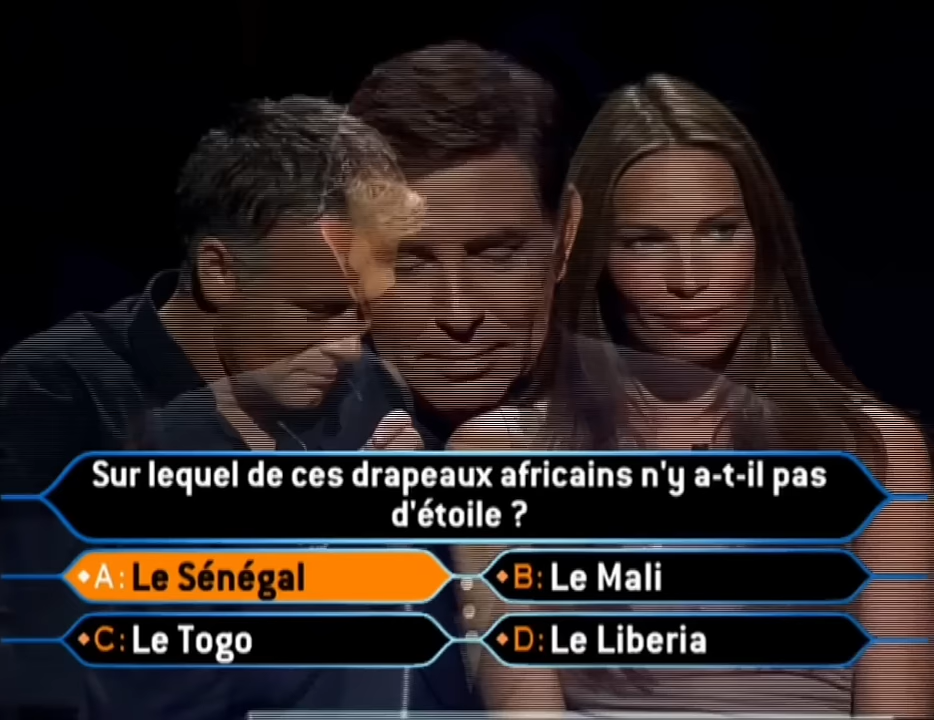 Sur lequel de ces drapeaux africains n'y a-t-il pas
d'étoile ?
A: Le Sénégal
B: Le Mali
C: Le Togo
D: Le Liberia